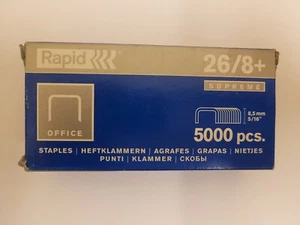 Rapid
26/8+
SUPREME
OFFICE
8,5 mm
5/16"
5000 pcs.
STAPLES | HEFTKLAMMERN | AGRAFES | GRAPAS | NIETJES
PUNTI | KLAMMER | СКОБЫ